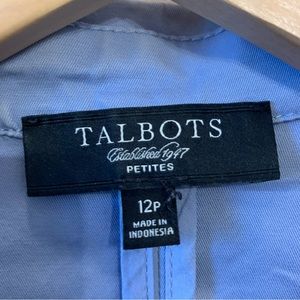 TALBOTS
Established 1947
PETITES
12P
MADE IN
INDONESIA